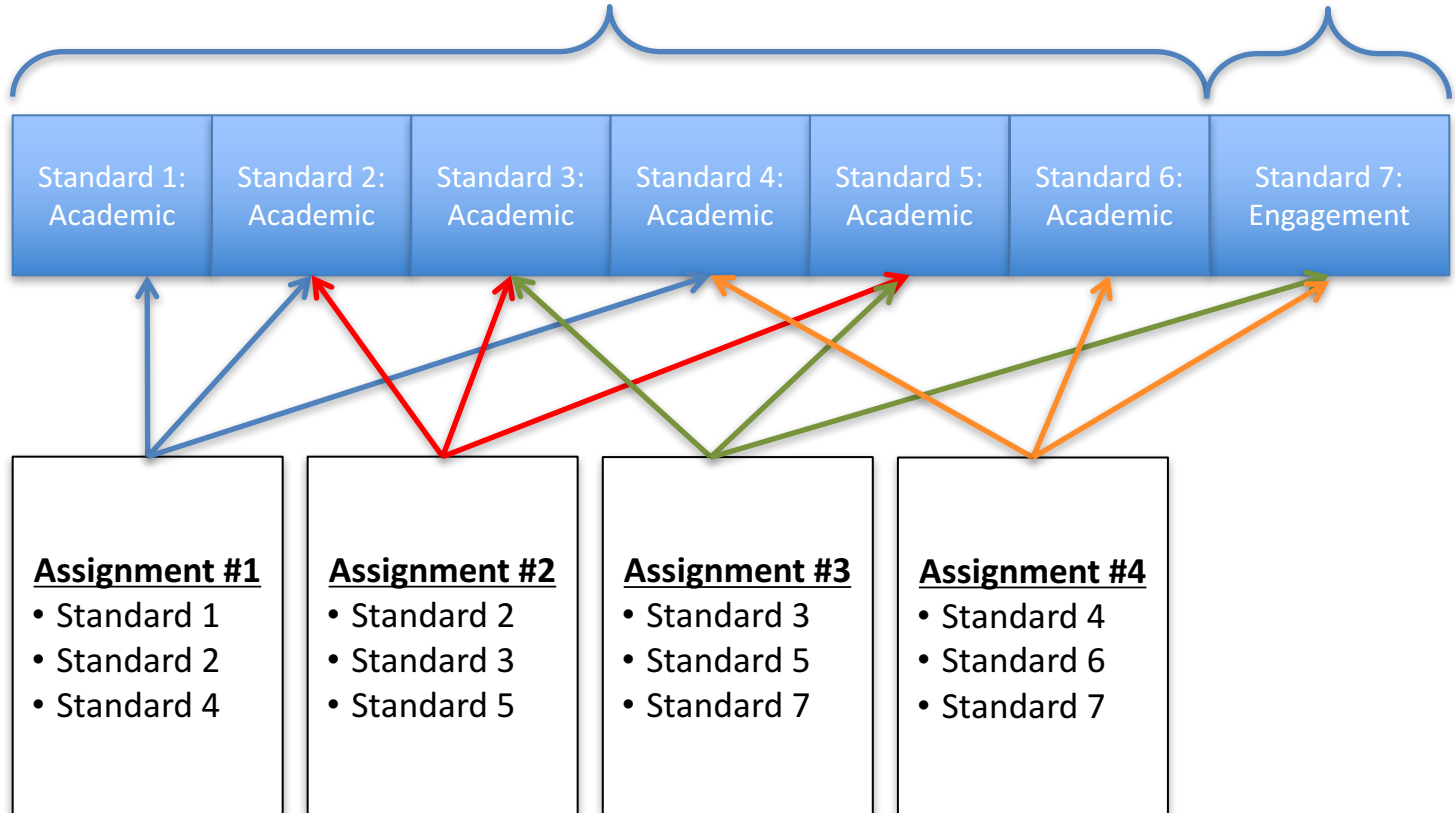 Standard 1:
Academic
Standard 2:
Academic
Standard 3:
Academic
Standard 4:
Academic
Standard 5:
Academic
Standard 6:
Academic
Standard 7:
Engagement
Assignment #1
• Standard 1
• Standard 2
• Standard 4
Assignment #2
• Standard 2
• Standard 3
• Standard 5
Assignment #3
• Standard 3
• Standard 5
• Standard 7
Assignment #4
• Standard 4
• Standard 6
• Standard 7